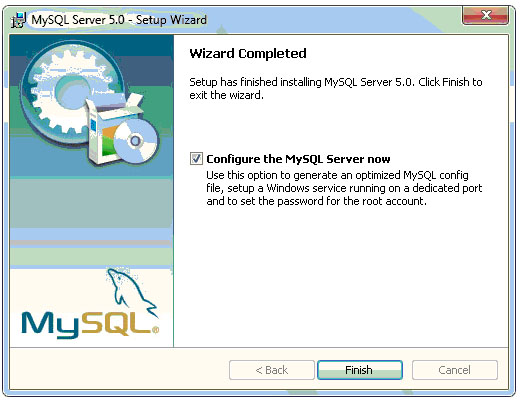 MySQL Server 5.0 - Setup Wizard
Wizard Completed
Setup has finished installing MySQL Server 5.0. Click Finish to
exit the wizard.
Configure the MySQL Server now
Use this option to generate an optimized MySQL config
file, setup a Windows service running on a dedicated port
and to set the password for the root account.
MySQL®
< Back
Finish
Cancel